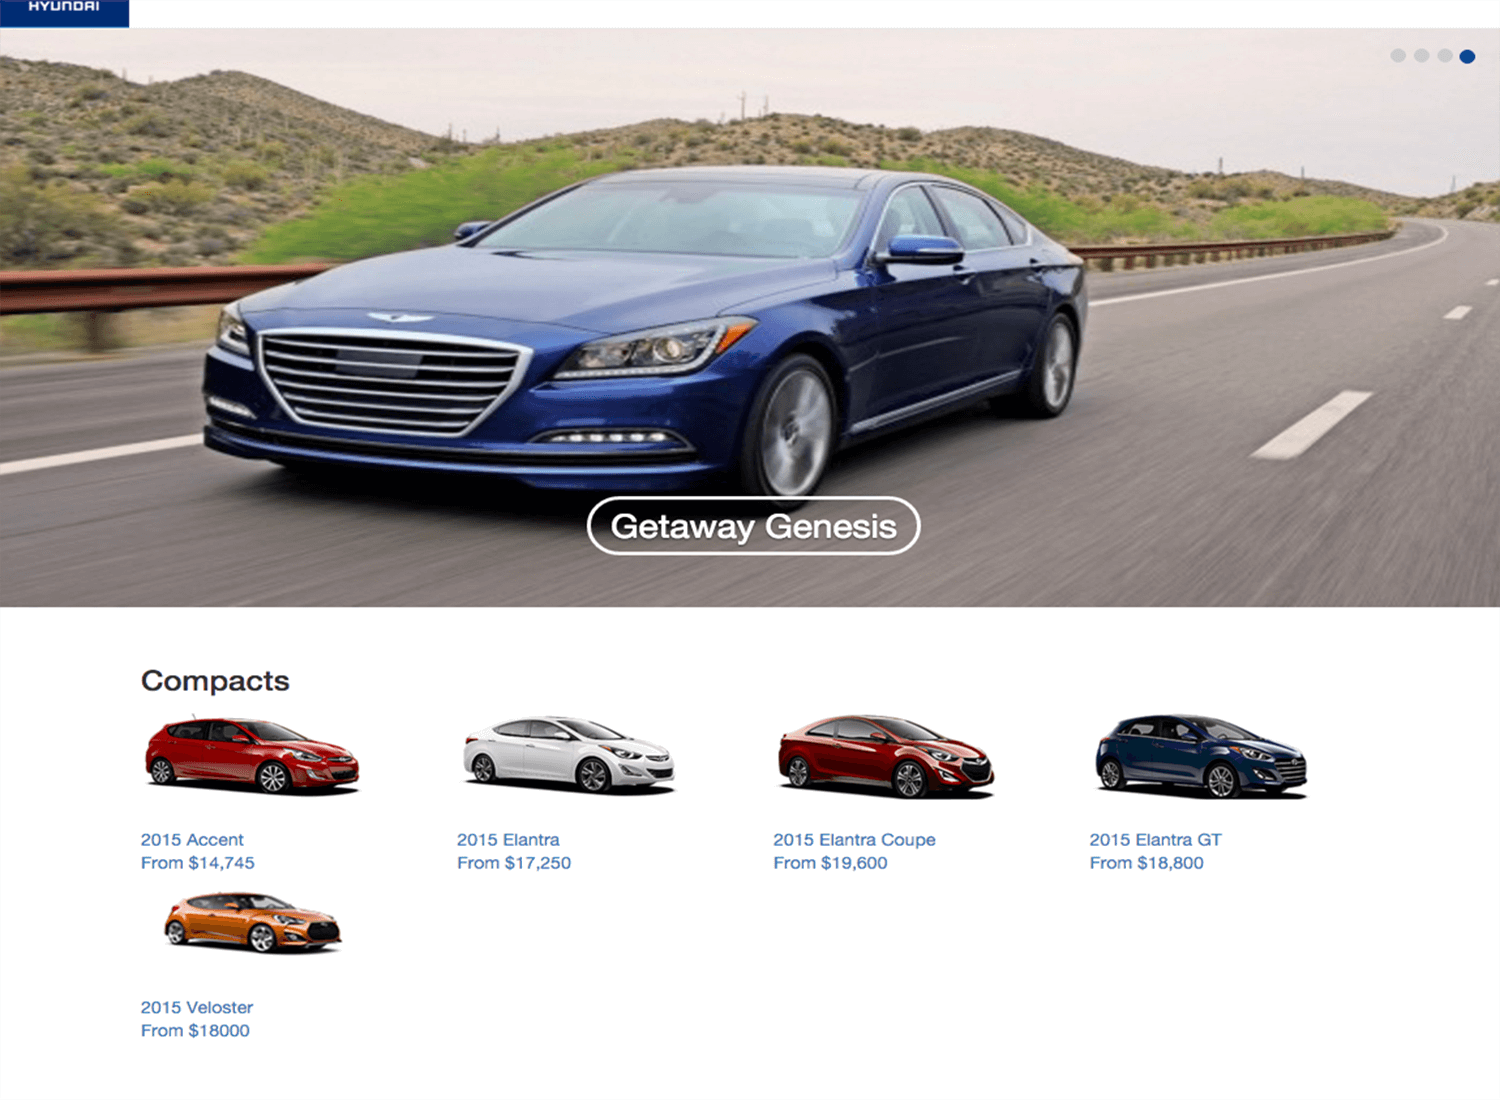 HYUNDAI
Getaway Genesis
Compacts
2015 Accent
From $14,745
2015 Elantra
From $17,250
2015 Elantra Coupe
From $19,600
2015 Elantra GT
From $18,800
2015 Veloster
From $18000